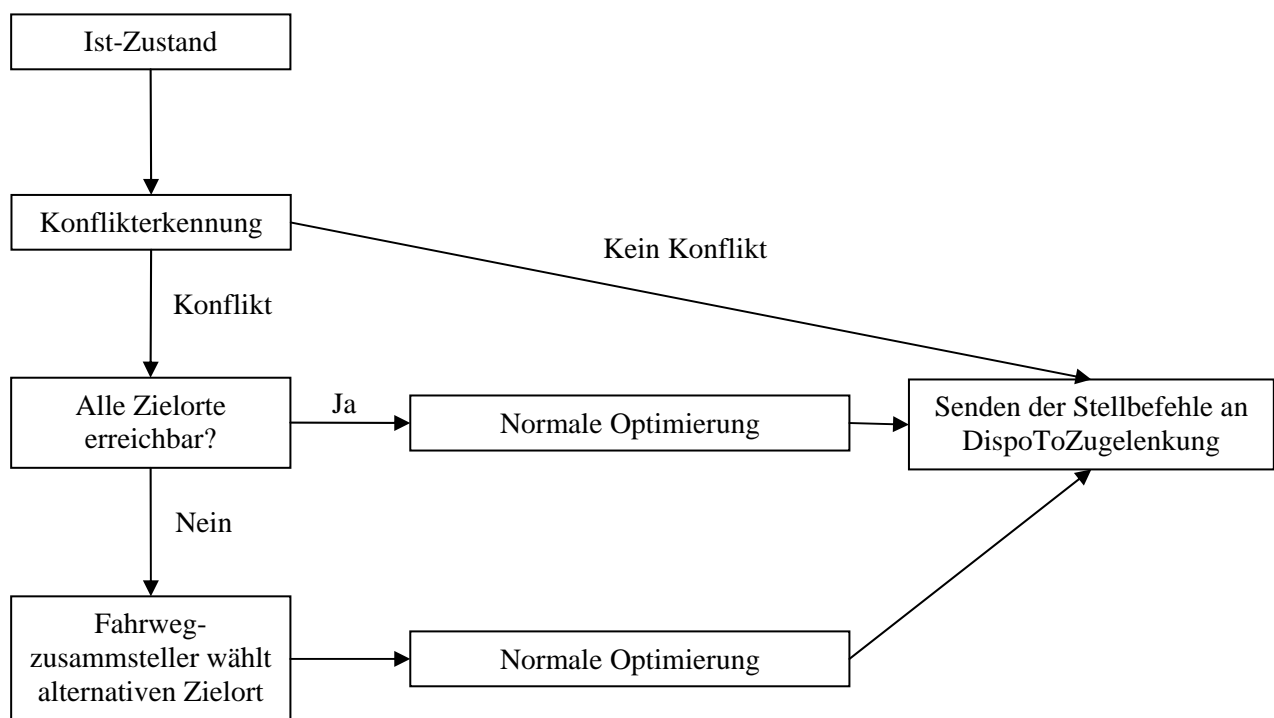 Ist-Zustand
Konflikterkennung
Kein Konflikt
Konflikt
Alle Zielorte
erreichbar?
Ja
Normale Optimierung
Senden der Stellbefehle an
DispoToZugelenkung
Nein
Fahrweg-
zusammsteller wählt
alternativen Zielort
Normale Optimierung